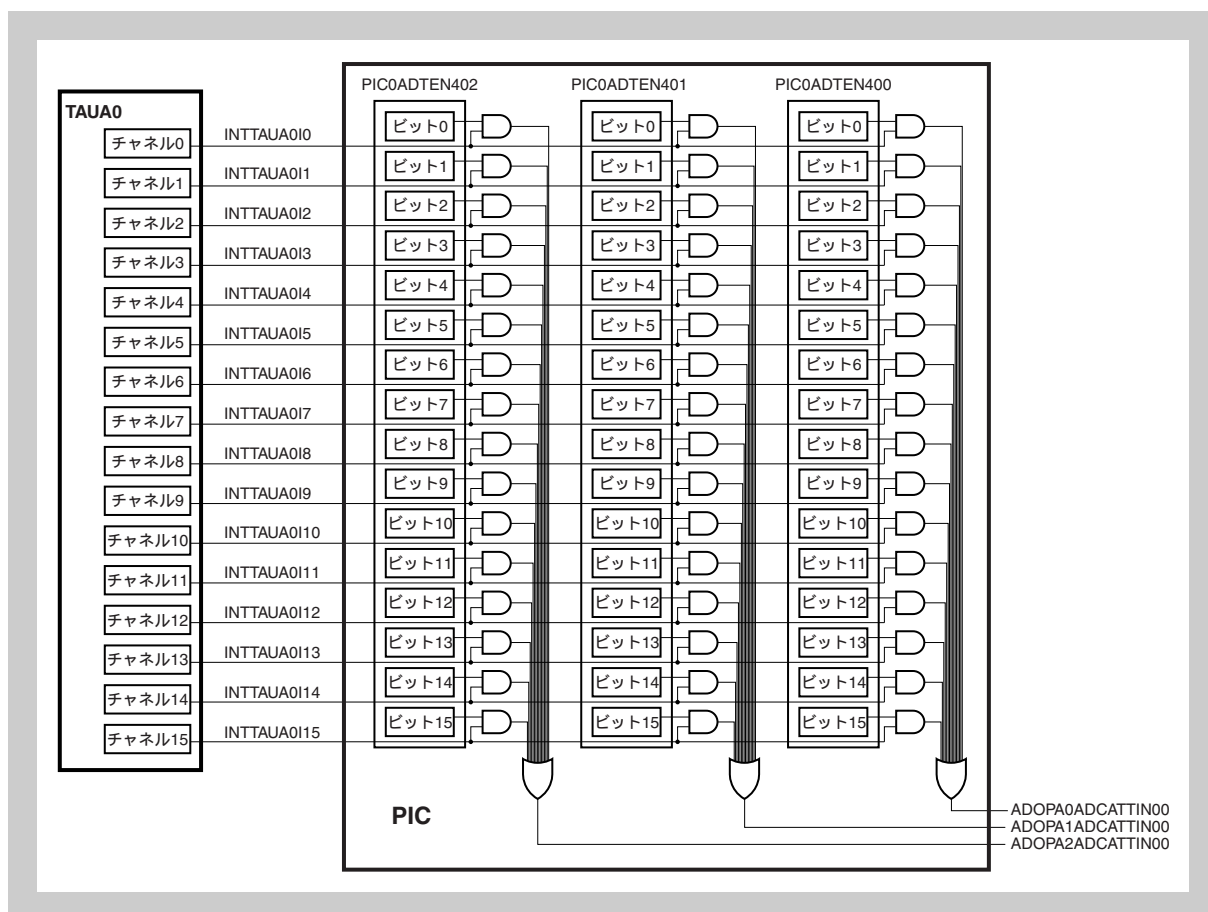 PIC0ADTEN402 PIC0ADTEN401 PIC0ADTEN400
TAUA0
チャネル0 INTTAUA0I0 ビット0 ビット0 ビット0
チャネル1 INTTAUA0I1 ビット1 ビット1 ビット1
チャネル2 INTTAUA0I2 ビット2 ビット2 ビット2
チャネル3 INTTAUA0I3 ビット3 ビット3 ビット3
チャネル4 INTTAUA0I4 ビット4 ビット4 ビット4
チャネル5 INTTAUA0I5 ビット5 ビット5 ビット5
チャネル6 INTTAUA0I6 ビット6 ビット6 ビット6
チャネル7 INTTAUA0I7 ビット7 ビット7 ビット7
チャネル8 INTTAUA0I8 ビット8 ビット8 ビット8
チャネル9 INTTAUA0I9 ビット9 ビット9 ビット9
チャネル10 INTTAUA0I10 ビット10 ビット10 ビット10
チャネル11 INTTAUA0I11 ビット11 ビット11 ビット11
チャネル12 INTTAUA0I12 ビット12 ビット12 ビット12
チャネル13 INTTAUA0I13 ビット13 ビット13 ビット13
チャネル14 INTTAUA0I14 ビット14 ビット14 ビット14
チャネル15 INTTAUA0I15 ビット15 ビット15 ビット15
PIC
ADOPA0ADCATTIN00
ADOPA1ADCATTIN00
ADOPA2ADCATTIN00